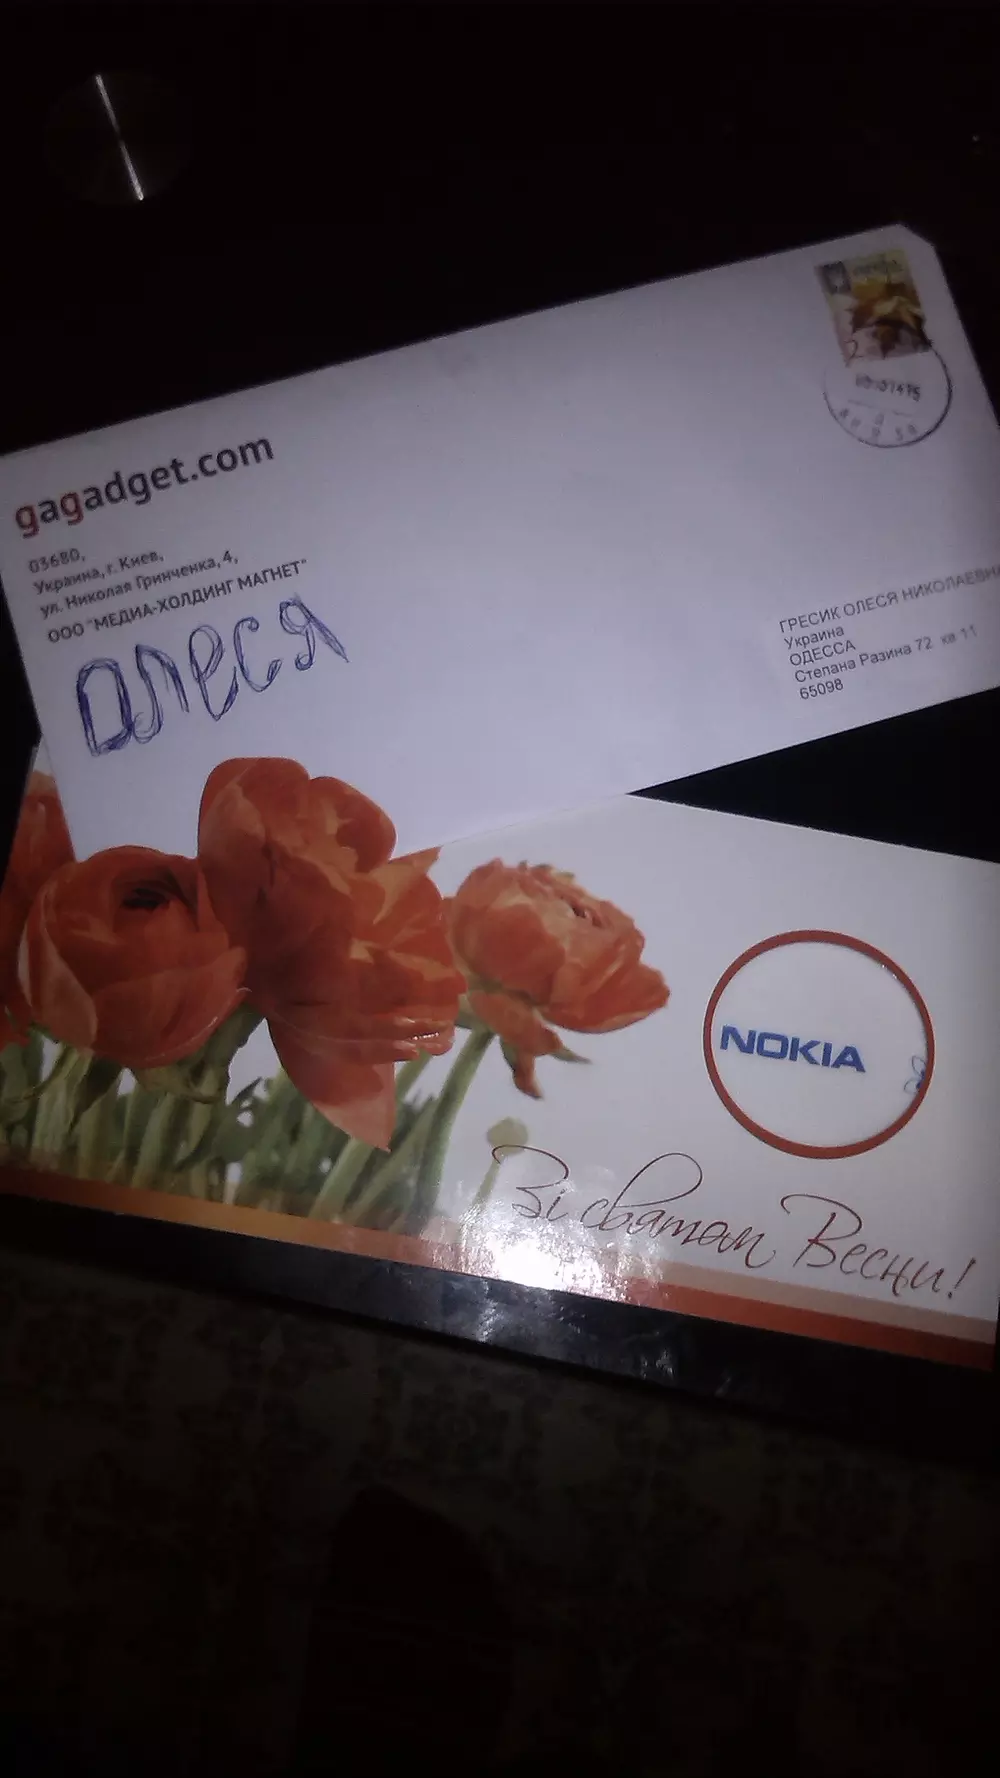 gagadget.com
03680,
Украина, г. Киев,
ул. Николая Гринченка, 4,
ООО "МЕДИА-ХОЛДИНГ МАГНЕТ"
ОЛЕСЯ
ГРЕСИК ОЛЕСЯ НИКОЛАЕВНА
Украина
ОДЕССА
Степана Разина 72 кв 11
65098
NOKIA
Зі святом Весни!